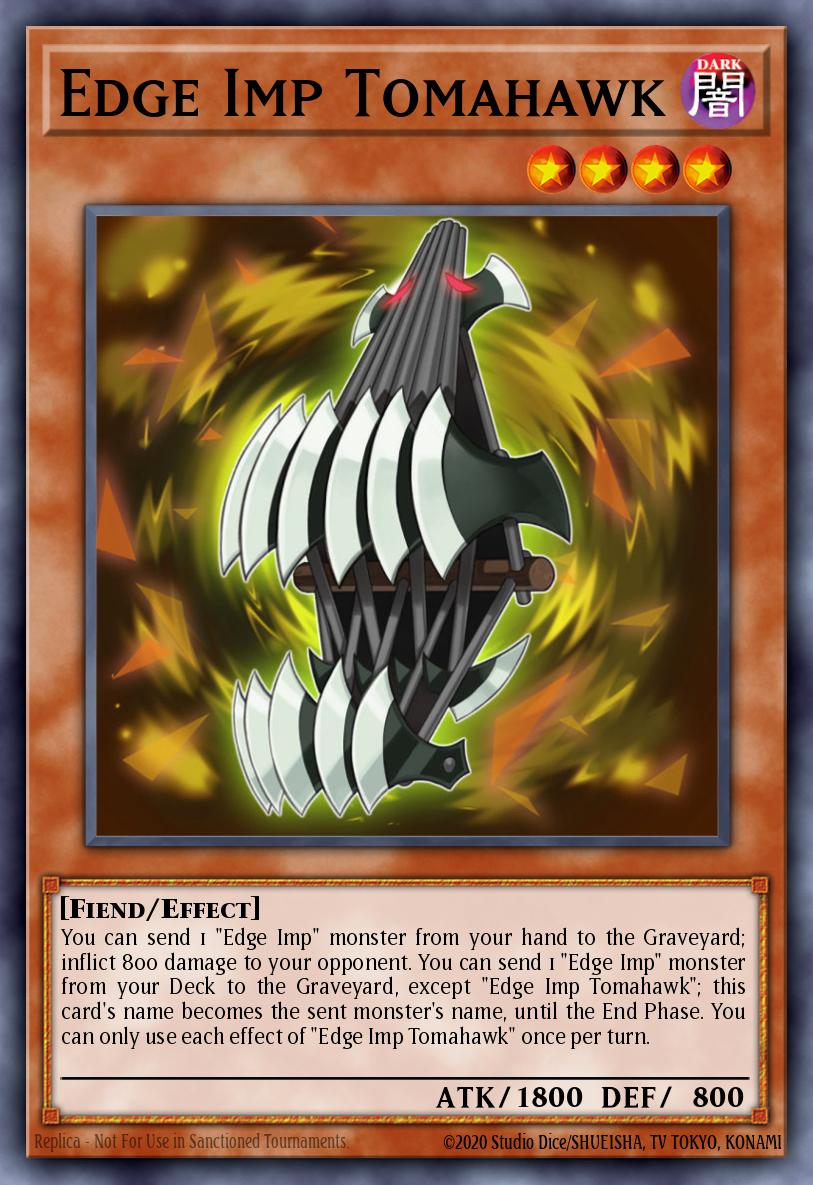 Edge Imp Tomahawk
DARK
闇
[Fiend/Effect]
You can send 1 "Edge Imp" monster from your hand to the Graveyard;
inflict 800 damage to your opponent. You can send 1 "Edge Imp" monster
from your Deck to the Graveyard, except "Edge Imp Tomahawk"; this
card's name becomes the sent monster's name, until the End Phase. You
can only use each effect of "Edge Imp Tomahawk" once per turn.
ATK/1800 DEF/ 800
Replica - Not For Use in Sanctioned Tournaments.
©2020 Studio Dice/SHUEISHA, TV TOKYO, KONAMI